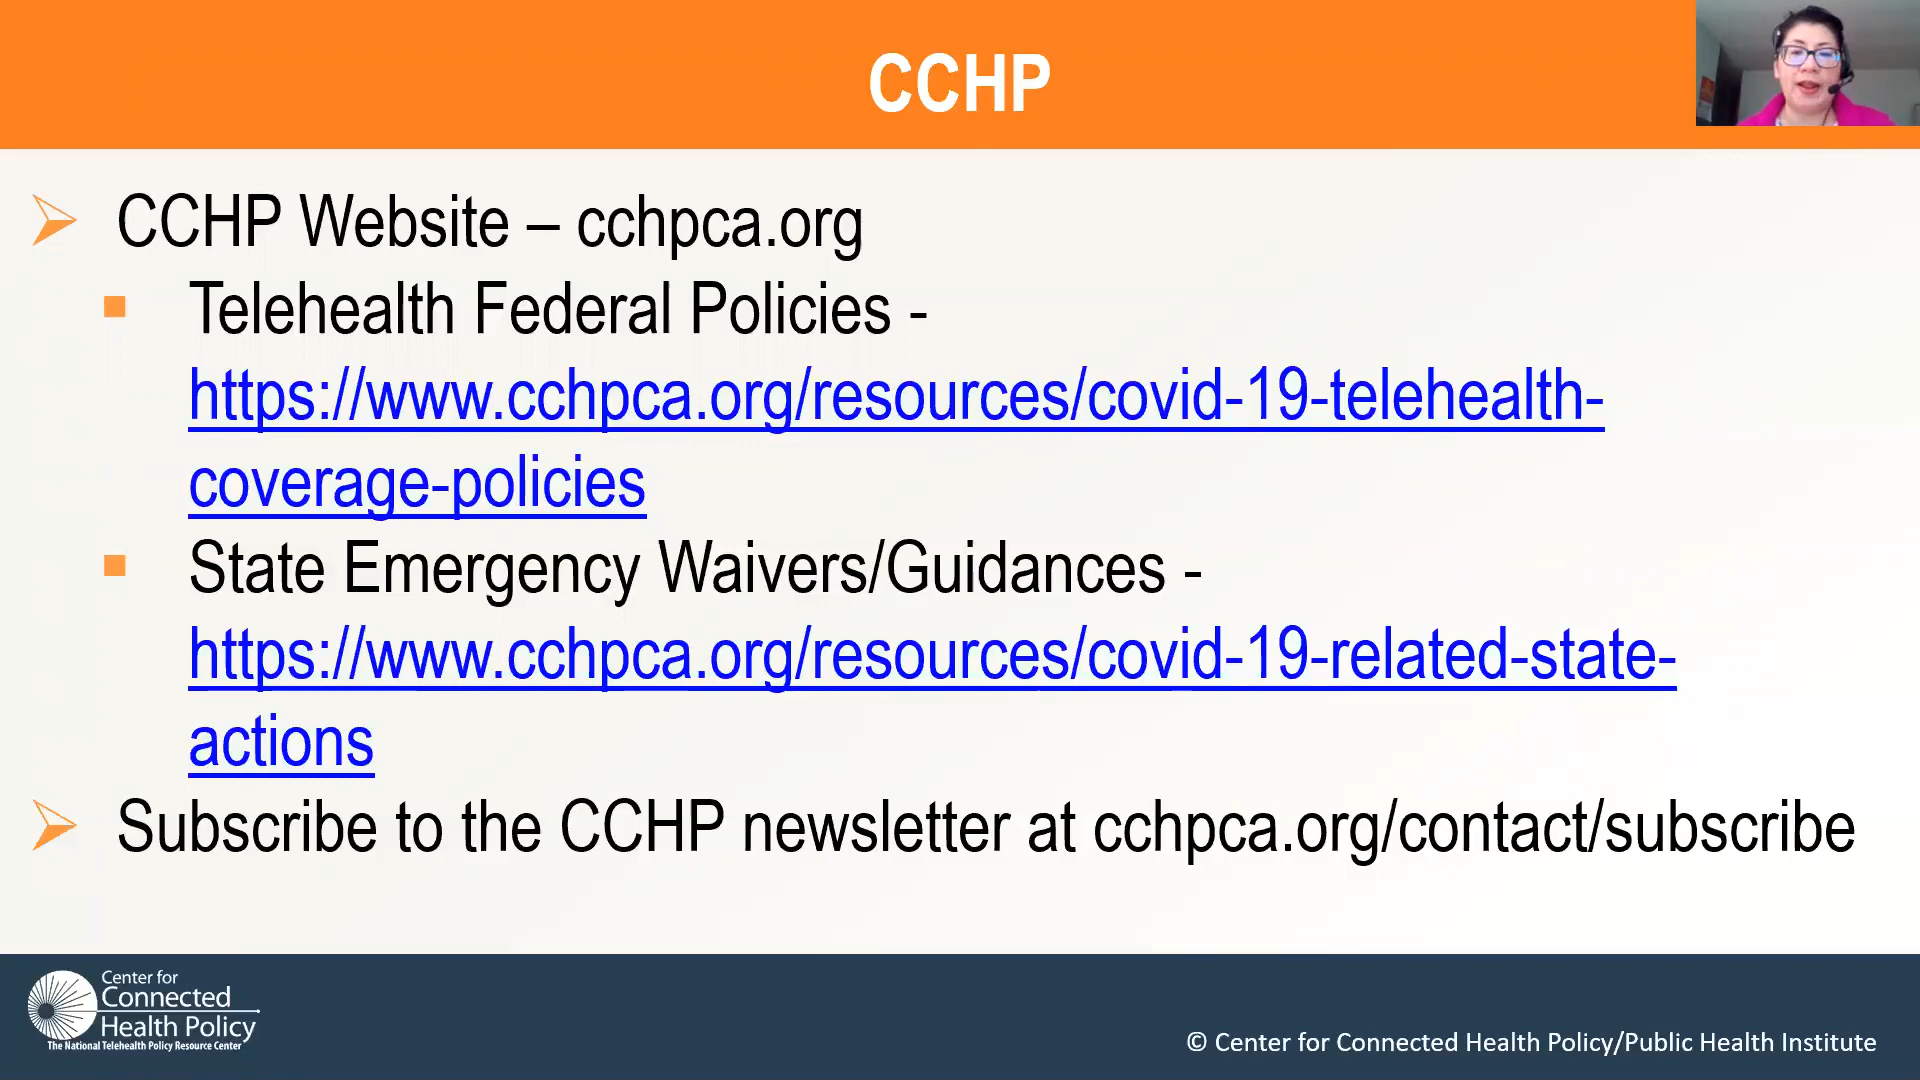 CCHP
CCHP Website – cchpca.org
Telehealth Federal Policies -
https://www.cchpca.org/resources/covid-19-telehealth-
coverage-policies
State Emergency Waivers/Guidances -
https://www.cchpca.org/resources/covid-19-related-state-
actions
Subscribe to the CCHP newsletter at cchpca.org/contact/subscribe
Center for
Connected
Health Policy
The National Telehealth Policy Resource Center
© Center for Connected Health Policy/Public Health Institute